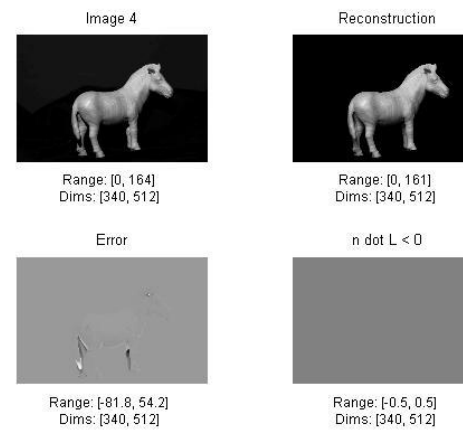 Image 4
Range: [0, 164]
Dims: [340, 512]
Reconstruction
Range: [0, 161]
Dims: [340, 512]
Error
Range: [-81.8, 54.2]
Dims: [340, 512]
n dot L < 0
Range: [-0.5, 0.5]
Dims: [340, 512]